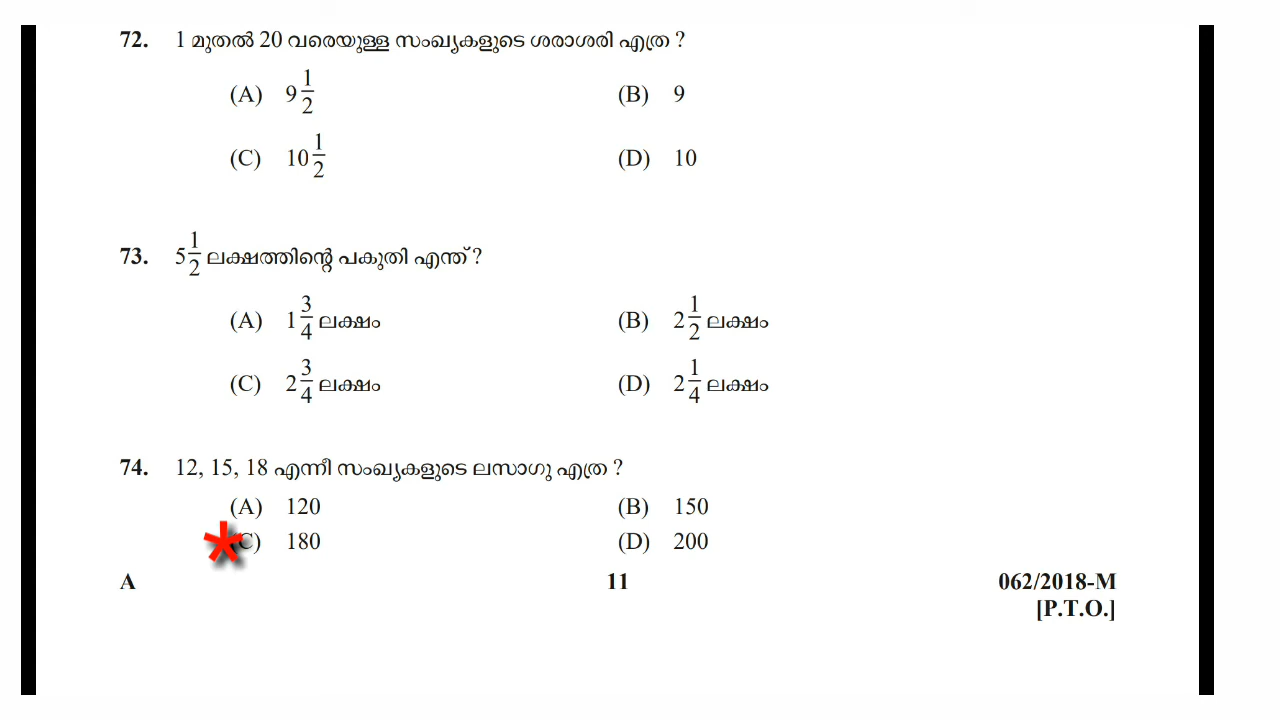 72. 1 മുതൽ 20 വരെയുള്ള സംഖ്യകളുടെ ശരാശരി എത്ര ?
(A) 9 1/2 (B) 9
(C) 10 1/2 (D) 10
73. 5 1/2 ലക്ഷത്തിന്റെ പകുതി എന്ത് ?
(A) 1 3/4 ലക്ഷം (B) 2 1/2 ലക്ഷം
(C) 2 3/4 ലക്ഷം (D) 2 1/4 ലക്ഷം
74. 12, 15, 18 എന്നീ സംഖ്യകളുടെ ലസാഗു എത്ര ?
(A) 120 (B) 150
(C) 180 (D) 200
A 11 062/2018-M
[P.T.O.]